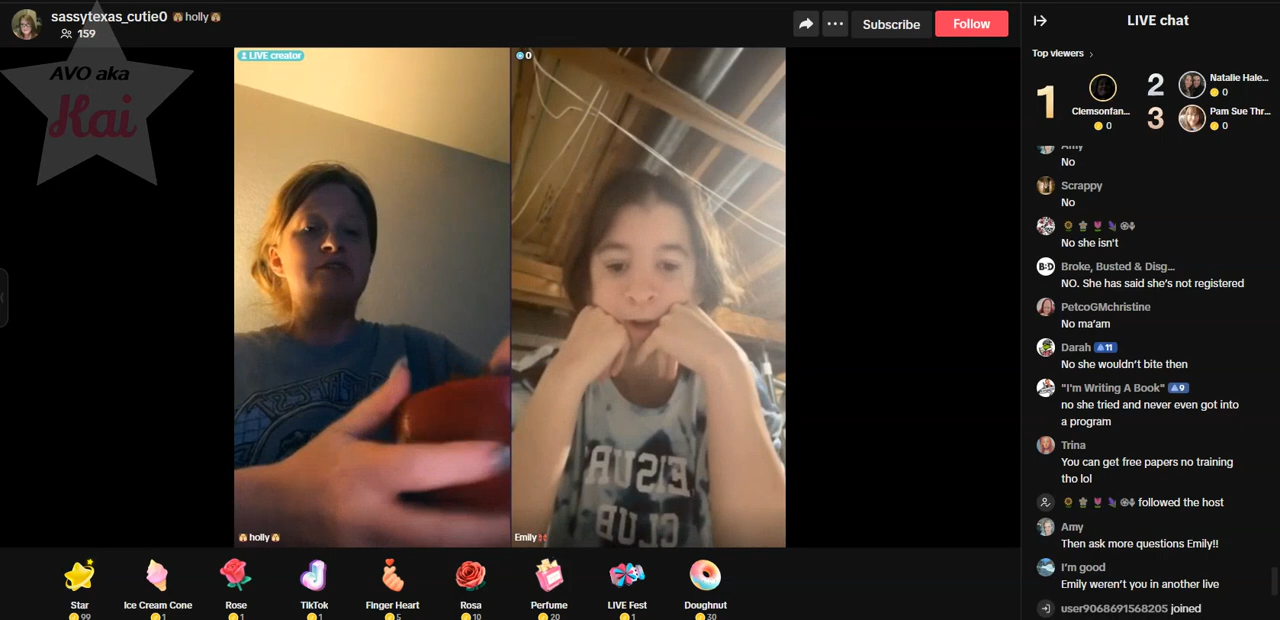 sassytexas_cutie0 🙈holly🙈
159
AVO aka
Kai
Subscribe
Follow
LIVE chat
LIVE creator
0
Top viewers
1
Clemsonfan...
0
2
Natalie Hale...
0
3
Pam Sue Thr...
0
Amy
No
Scrappy
No
No she isn't
B:D
Broke, Busted & Disg...
NO. She has said she's not registered
PetcoGMchristine
No ma'am
Darah 11
No she wouldn't bite then
"I'm Writing A Book" 9
no she tried and never even got into
a program
Trina
You can get free papers no training
tho lol
followed the host
Amy
Then ask more questions Emily!!
I'm good
Emily weren't you in another live
user9068691568205 joined
EISUR
CLUB
🙈holly🙈
Emily
Star
99
Ice Cream Cone
1
Rose
1
TikTok
1
Finger Heart
5
Rosa
10
Perfume
20
LIVE Fest
1
Doughnut
30